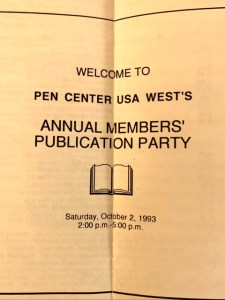 WELCOME TO
PEN CENTER USA WEST'S
ANNUAL MEMBERS'
PUBLICATION PARTY
Saturday, October 2, 1993
2:00 p.m.-5:00 p.m.